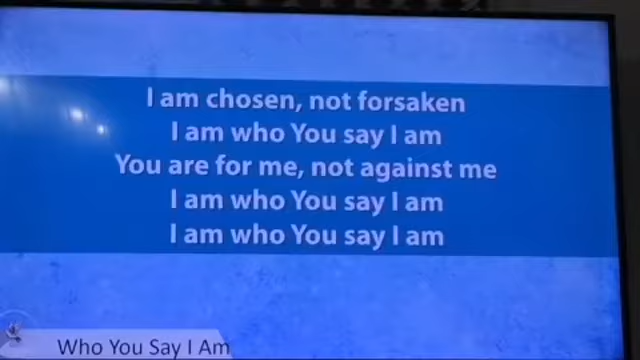 I am chosen, not forsaken
I am who You say I am
You are for me, not against me
I am who You say I am
I am who You say I am
Who You Say I Am